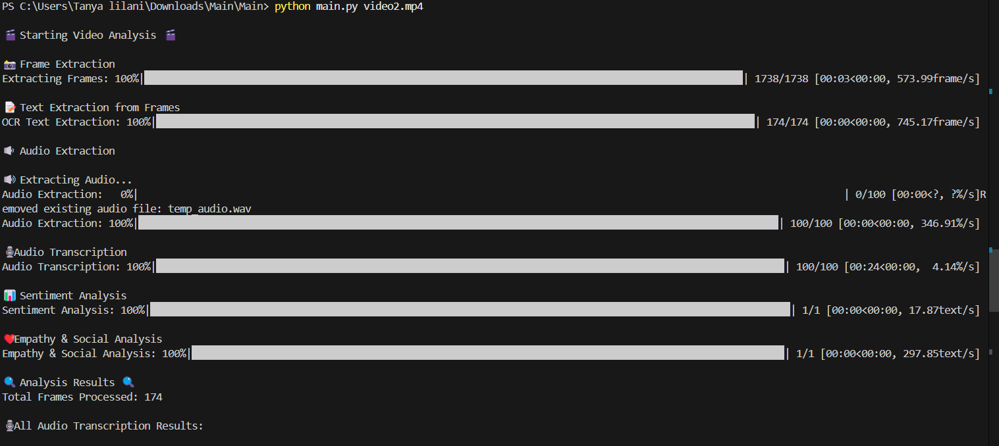 PS C:\Users\Tanya lilani\Downloads\Main\Main> python main.py video2.mp4
🎬 Starting Video Analysis 🎬
📸 Frame Extraction
Extracting Frames: 100%|| 1738/1738 [00:03<00:00, 573.99frame/s]
📝 Text Extraction from Frames
OCR Text Extraction: 100%|| 174/174 [00:00<00:00, 745.17frame/s]
🔈 Audio Extraction
🔊 Extracting Audio...
Audio Extraction:   0%|| 0/100 [00:00<?, ?%/s]R
emoved existing audio file: temp_audio.wav
Audio Extraction: 100%|| 100/100 [00:00<00:00, 346.91%/s]
🎙Audio Transcription
Audio Transcription: 100%|| 100/100 [00:24<00:00,  4.14%/s]
📊 Sentiment Analysis
Sentiment Analysis: 100%|| 1/1 [00:00<00:00, 17.87text/s]
❤️Empathy & Social Analysis
Empathy & Social Analysis: 100%|| 1/1 [00:00<00:00, 297.85text/s]
🔍 Analysis Results 🔍
Total Frames Processed: 174
🎙All Audio Transcription Results: